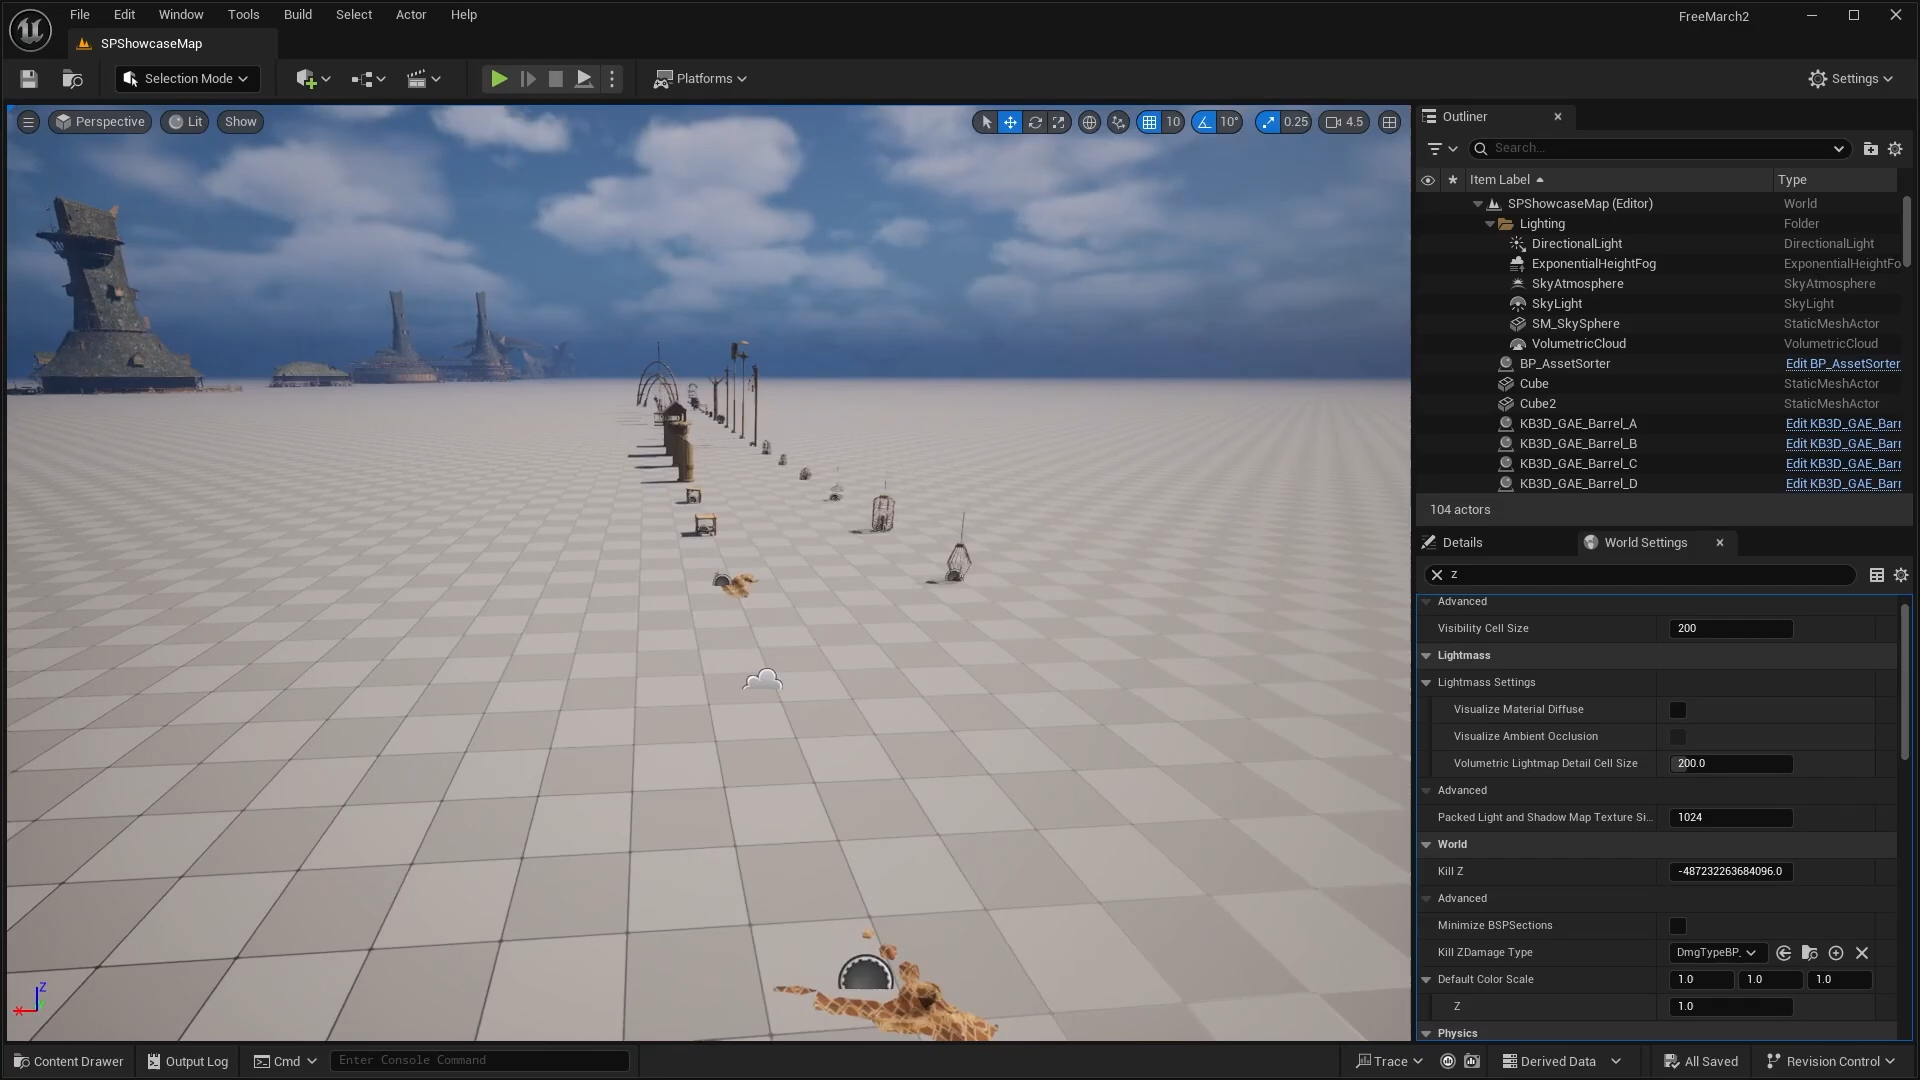 File Edit Window Tools Build Select Actor Help
FreeMarch2
SPShowcaseMap
Selection Mode
Platforms
Settings
Perspective
Lit
Show
10
10°
0.25
4.5
Outliner
Search...
Item Label
Type
SPShowcaseMap (Editor) World
Lighting Folder
DirectionalLight DirectionalLight
ExponentialHeightFog ExponentialHeightFo
SkyAtmosphere SkyAtmosphere
SkyLight SkyLight
SM_SkySphere StaticMeshActor
VolumetricCloud VolumetricCloud
BP_AssetSorter Edit BP_AssetSorter
Cube StaticMeshActor
Cube2 StaticMeshActor
KB3D_GAE_Barrel_A Edit KB3D_GAE_Barr
KB3D_GAE_Barrel_B Edit KB3D_GAE_Barr
KB3D_GAE_Barrel_C Edit KB3D_GAE_Barr
KB3D_GAE_Barrel_D Edit KB3D_GAE_Barr
104 actors
Details
World Settings
z
Advanced
Visibility Cell Size 200
Lightmass
Lightmass Settings
Visualize Material Diffuse
Visualize Ambient Occlusion
Volumetric Lightmap Detail Cell Size 200.0
Advanced
Packed Light and Shadow Map Texture Si... 1024
World
Kill Z -487232263684096.0
Advanced
Minimize BSPSections
Kill ZDamage Type DmgTypeBP_
Default Color Scale 1.0 1.0 1.0
Z 1.0
Physics
Z
X
Content Drawer
Output Log
Cmd
Enter Console Command
Trace
Derived Data
All Saved
Revision Control